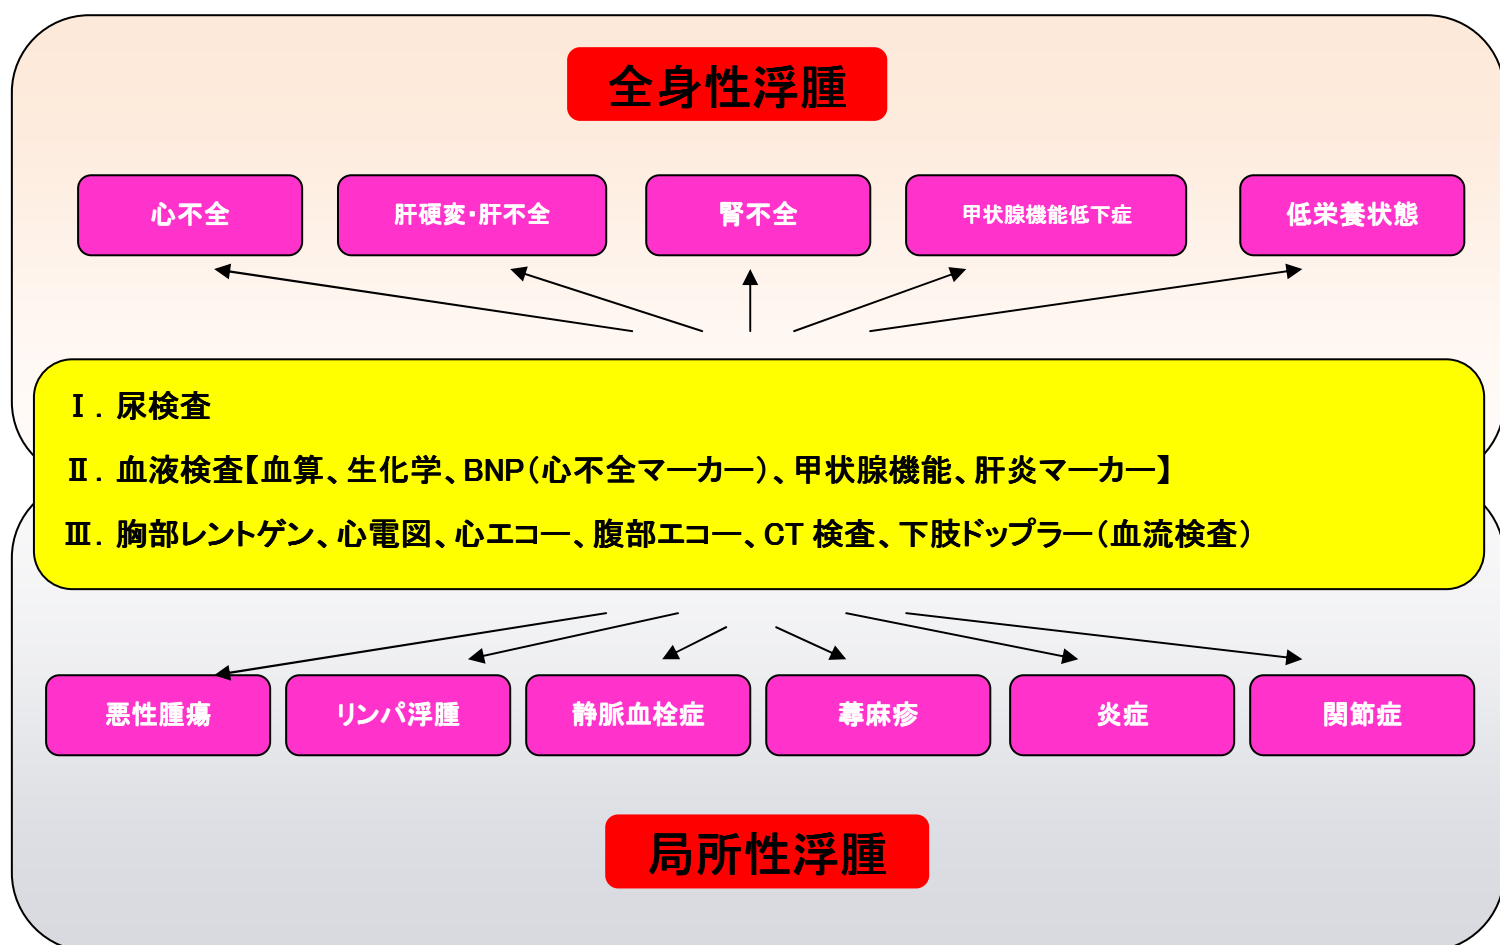 全身性浮腫
心不全
肝硬変・肝不全
腎不全
甲状腺機能低下症
低栄養状態
Ⅰ．尿検査
Ⅱ．血液検査【血算、生化学、BNP（心不全マーカー）、甲状腺機能、肝炎マーカー】
Ⅲ．胸部レントゲン、心電図、心エコー、腹部エコー、CT 検査、下肢ドップラー（血流検査）
悪性腫瘍
リンパ浮腫
静脈血栓症
蕁麻疹
炎症
関節症
局所性浮腫